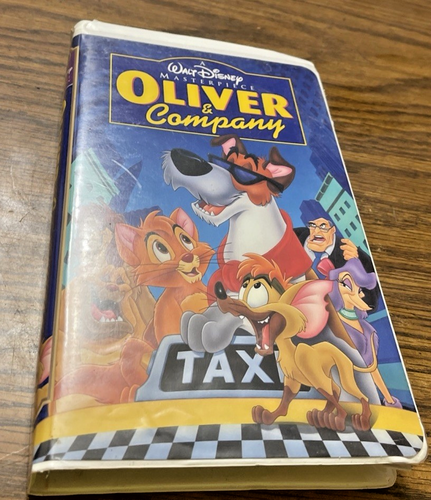 A
Walt Disney
MASTERPIECE
OLIVER
&
Company
TAXI